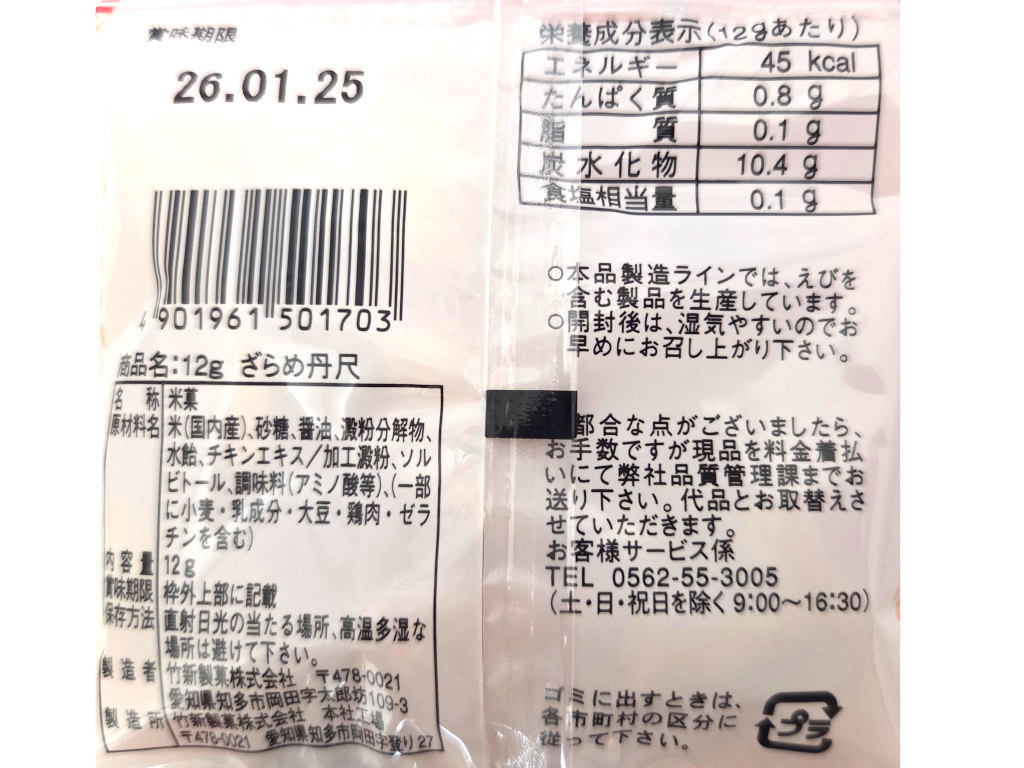 賞味期限
26.01.25
4 901961 501703
商品名:12g ざらめ丹尺
名称 米菓
原材料名 米(国内産)、砂糖、醤油、澱粉分解物、
水飴、チキンエキス/加工澱粉、ソル
ビトール、調味料(アミノ酸等)、(一部
に小麦・乳成分・大豆・鶏肉・ゼラ
チンを含む)
内容量 12g
賞味期限 枠外上部に記載
保存方法 直射日光の当たる場所、高温多湿な
場所は避けて下さい。
製造者 竹新製菓株式会社 〒478-0021
愛知県知多市岡田字太郎坊109-3
製造所 竹新製菓株式会社 本社工場
〒478-0021 愛知県知多市岡田字登り27
栄養成分表示(12gあたり)
エネルギー 45 kcal
たんぱく質 0.8 g
脂質 0.1 g
炭水化物 10.4 g
食塩相当量 0.1 g
○本品製造ラインでは、えびを
含む製品を生産しています。
○開封後は、湿気やすいのでお
早めにお召し上がり下さい。
都合な点がございましたら、
お手数ですが現品を料金着払
いにて弊社品質管理課までお
送り下さい。代品とお取替えさ
せていただきます。
お客様サービス係
TEL 0562-55-3005
(土・日・祝日を除く 9:00〜16:30)
ゴミに出すときは、
各市町村の区分に
従って下さい。
プラ